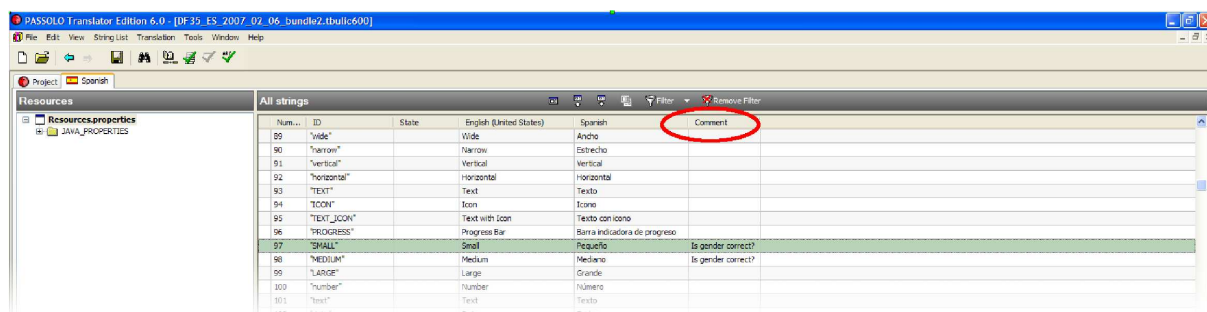 PASSOLO Translator Edition 6.0 - [DF35_ES_2007_02_06_bundle2.tbulic600]
File Edit View StringList Translation Tools Window Help
Project Spanish
Resources All strings Filter Remove Filter
Resources.properties
JAVA_PROPERTIES
Num... ID State English (United States) Spanish Comment
89 "wide" Wide Ancho
90 "narrow" Narrow Estrecho
91 "vertical" Vertical Vertical
92 "horizontal" Horizontal Horizontal
93 "TEXT" Text Texto
94 "ICON" Icon Icono
95 "TEXT_ICON" Text with Icon Texto con icono
96 "PROGRESS" Progress Bar Barra indicadora de progreso
97 "SMALL" Small Pequeño Is gender correct?
98 "MEDIUM" Medium Mediano Is gender correct?
99 "LARGE" Large Grande
100 "number" Number Número
101 "text" Text Texto